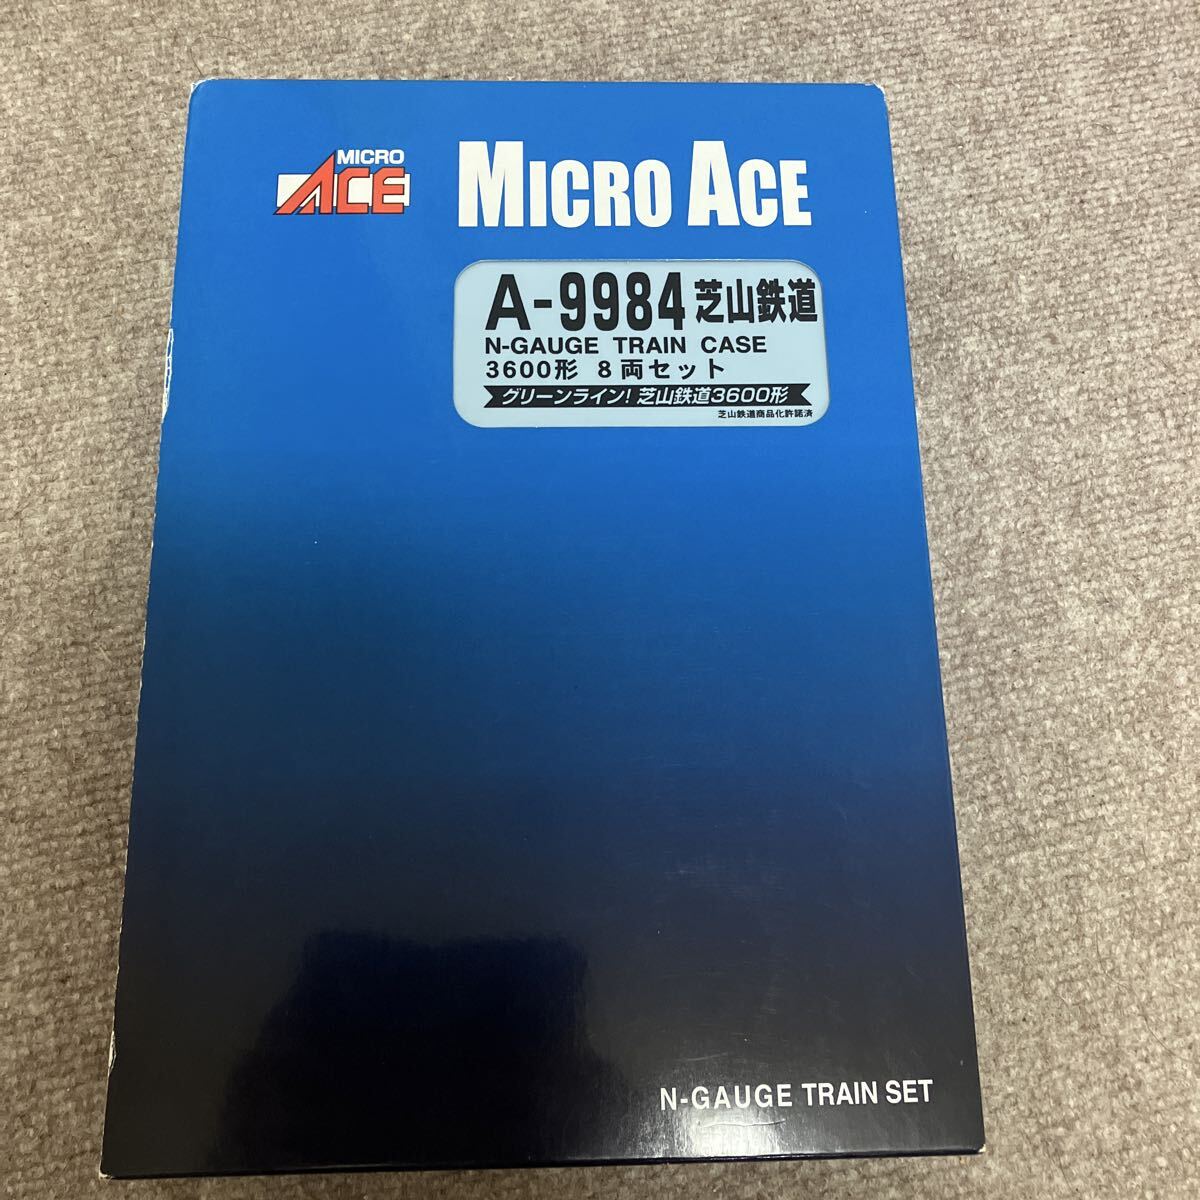 MICRO
ACE
MICRO ACE
A-9984 芝山鉄道
N-GAUGE TRAIN CASE
3600形 8両セット
グリーンライン! 芝山鉄道3600形
芝山鉄道商品化許諾済
N-GAUGE TRAIN SET